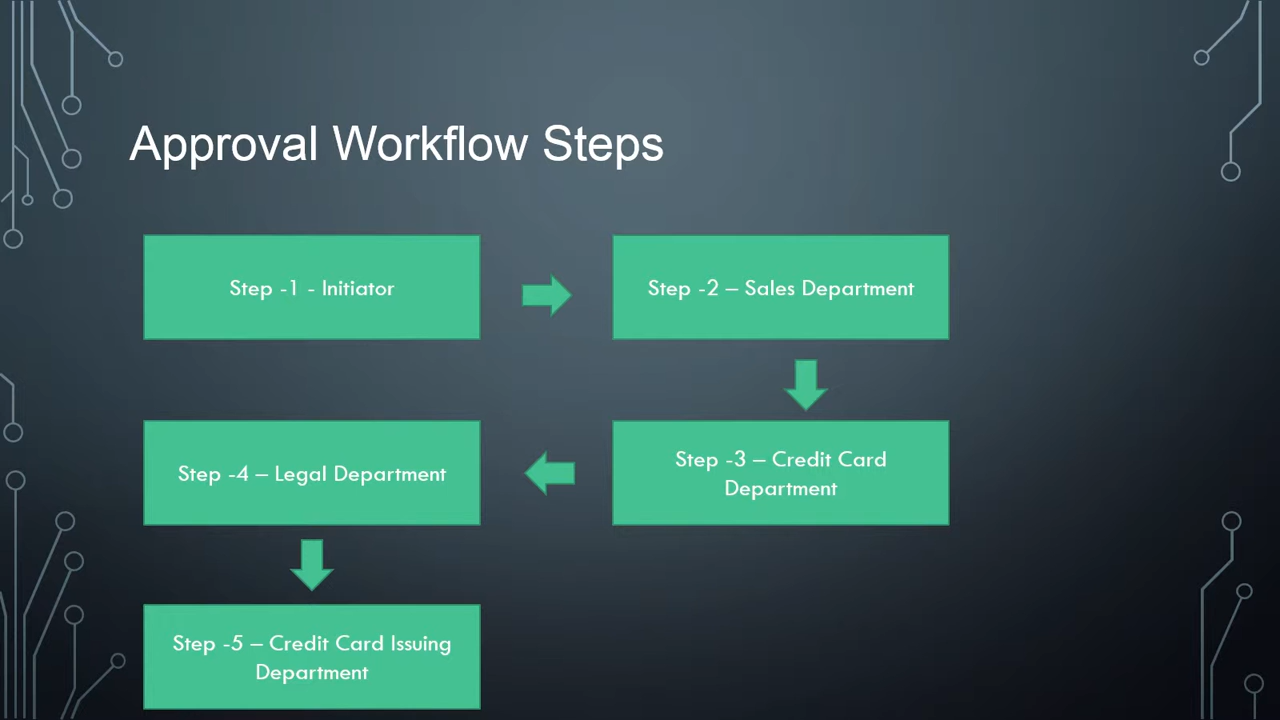 Approval Workflow Steps
Step -1 - Initiator
Step -2 – Sales Department
Step -3 – Credit Card
Department
Step -4 – Legal Department
Step -5 – Credit Card Issuing
Department